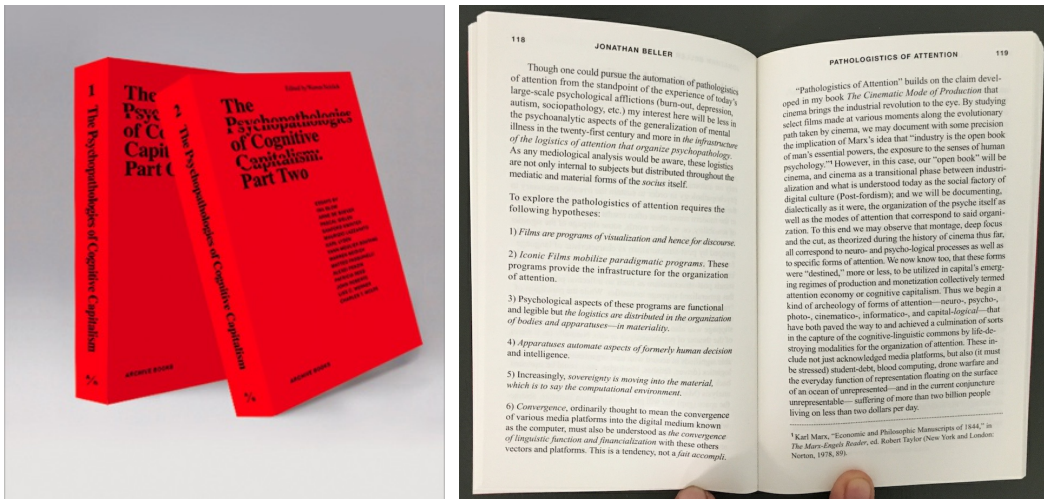 1
The Psychopathologies of Cognitive Capitalism
The
Psyc
of Co
Capi
Part
ARCHIVE BOOKS
2
The Psychopathologies of Cognitive Capitalism
The
Psychopathologies
of Cognitive
Capitalism:
Part Two
ESSAYS BY
ARCHIVE BOOKS
118
JONATHAN BELLER
Though one could pursue the automation of pathologistics
of attention from the standpoint of the experience of today's
large-scale psychological afflictions (burn-out, depression,
autism, sociopathology, etc.) my interest here will be less in
the psychoanalytic aspects of the generalization of mental
illness in the twenty-first century and more in the infrastructure
of the logistics of attention that organize psychopathology.
As any mediological analysis would be aware, these logistics
are not only internal to subjects but distributed throughout the
mediatic and material forms of the socius itself.
To explore the pathologistics of attention requires the
following hypotheses:
1) Films are programs of visualization and hence for discourse.
2) Iconic Films mobilize paradigmatic programs. These
programs provide the infrastructure for the organization
of attention.
3) Psychological aspects of these programs are functional
and legible but the logistics are distributed in the organization
of bodies and apparatuses—in materiality.
4) Apparatuses automate aspects of formerly human decision
and intelligence.
5) Increasingly, sovereignty is moving into the material,
which is to say the computational environment.
6) Convergence, ordinarily thought to mean the convergence
of various media platforms into the digital medium known
as the computer, must also be understood as the convergence
of linguistic function and financialization with these others
vectors and platforms. This is a tendency, not a fait accompli.
PATHOLOGISTICS OF ATTENTION
119
“Pathologistics of Attention” builds on the claim devel-
oped in my book The Cinematic Mode of Production that
cinema brings the industrial revolution to the eye. By studying
select films made at various moments along the evolutionary
path taken by cinema, we may document with some precision
the implication of Marx's idea that “industry is the open book
of man's essential powers, the exposure to the senses of human
psychology.”¹ However, in this case, our “open book” will be
cinema, and cinema as a transitional phase between industri-
alization and what is understood today as the social factory of
digital culture (Post-fordism); and we will be documenting,
dialectically as it were, the organization of the psyche itself as
well as the modes of attention that correspond to said organi-
zation. To this end we may observe that montage, deep focus
and the cut, as theorized during the history of cinema thus far,
all correspond to neuro- and psycho-logical processes as well as
to specific forms of attention. We now know too, that these forms
were “destined,” more or less, to be utilized in capital's emerg-
ing regimes of production and monetization collectively termed
attention economy or cognitive capitalism. Thus we begin a
kind of archeology of forms of attention—neuro-, psycho-,
photo-, cinematico-, informatico-, and capital-logical—that
have both paved the way to and achieved a culmination of sorts
in the capture of the cognitive-linguistic commons by life-de-
stroying modalities for the organization of attention. These in-
clude not just acknowledged media platforms, but also (it must
be stressed) student-debt, blood computing, drone warfare and
the everyday function of representation floating on the surface
of an ocean of unrepresented—and in the current conjuncture
unrepresentable— suffering of more than two billion people
living on less than two dollars per day.
¹ Karl Marx, “Economic and Philosophic Manuscripts of 1844,” in
The Marx-Engels Reader, ed. Robert Taylor (New York and London:
Norton, 1978, 89).